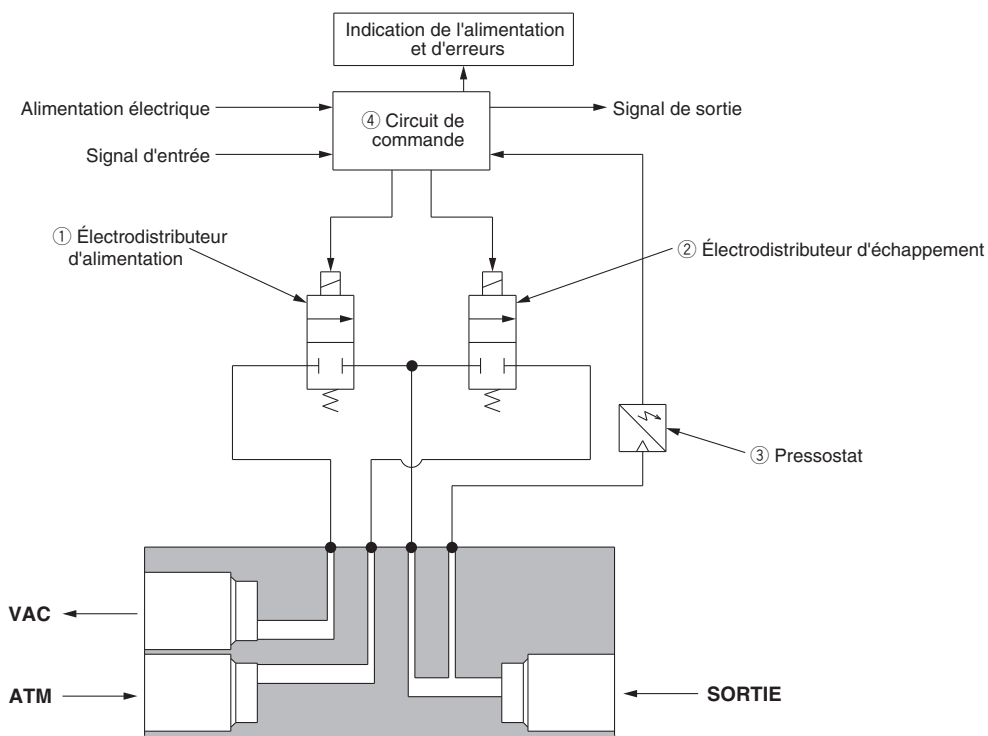 Indication de l'alimentation
et d'erreurs
Alimentation électrique
④ Circuit de
commande
Signal de sortie
Signal d'entrée
① Électrodistributeur
d'alimentation
② Électrodistributeur d'échappement
③ Pressostat
VAC
ATM
SORTIE